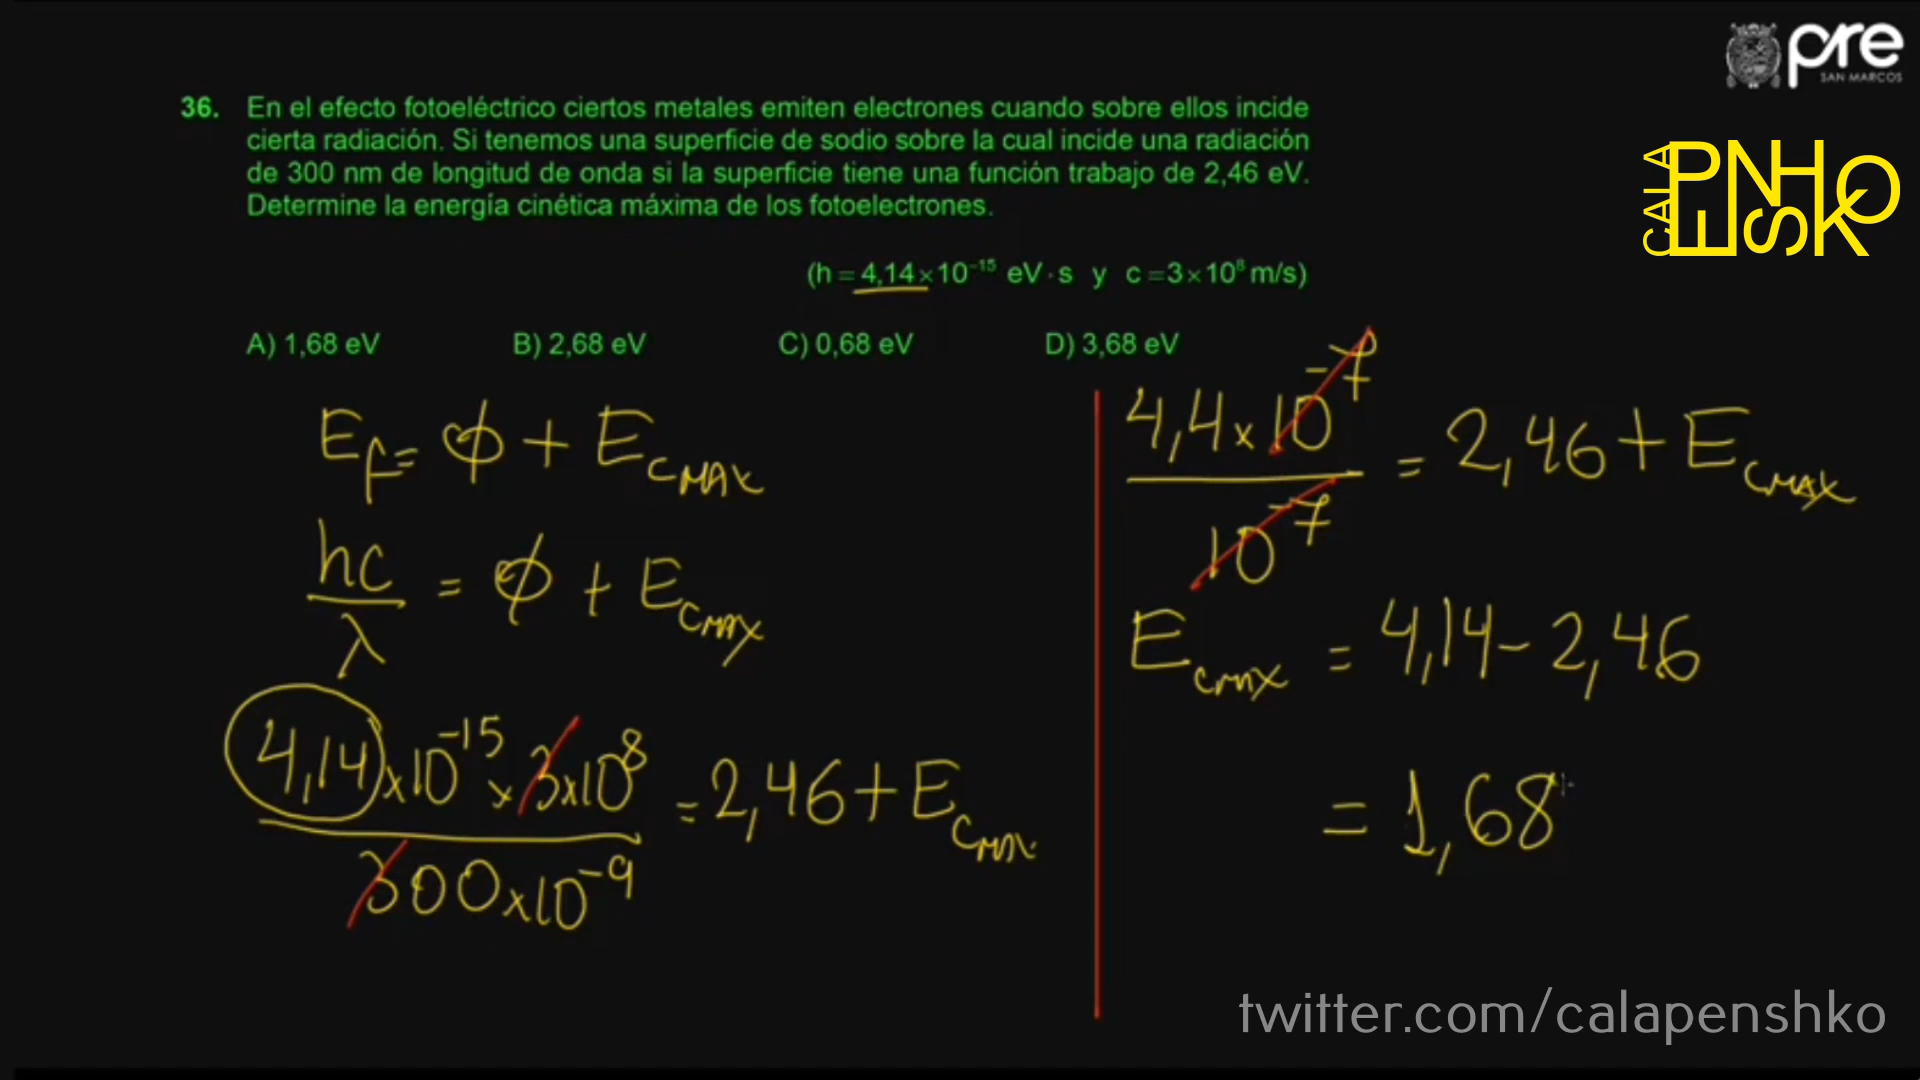 pre
SAN MARCOS
CALA
PENSHKO
36. En el efecto fotoeléctrico ciertos metales emiten electrones cuando sobre ellos incide
cierta radiación. Si tenemos una superficie de sodio sobre la cual incide una radiación
de 300 nm de longitud de onda si la superficie tiene una función trabajo de 2,46 eV.
Determine la energía cinética máxima de los fotoelectrones.
(h = 4,14×10⁻¹⁵ eV·s y c=3×10⁸ m/s)
A) 1,68 eV B) 2,68 eV C) 0,68 eV D) 3,68 eV
E_f = ϕ + E_CMAX
hc/λ = ϕ + E_CMAX
4,14×10⁻¹⁵ × 3×10⁸ / 300×10⁻⁹ = 2,46 + E_CMAX
4,4×10⁻⁷ / 10⁻⁷ = 2,46 + E_CMAX
E_CMAX = 4,14 − 2,46
= 1,68
twitter.com/calapenshko